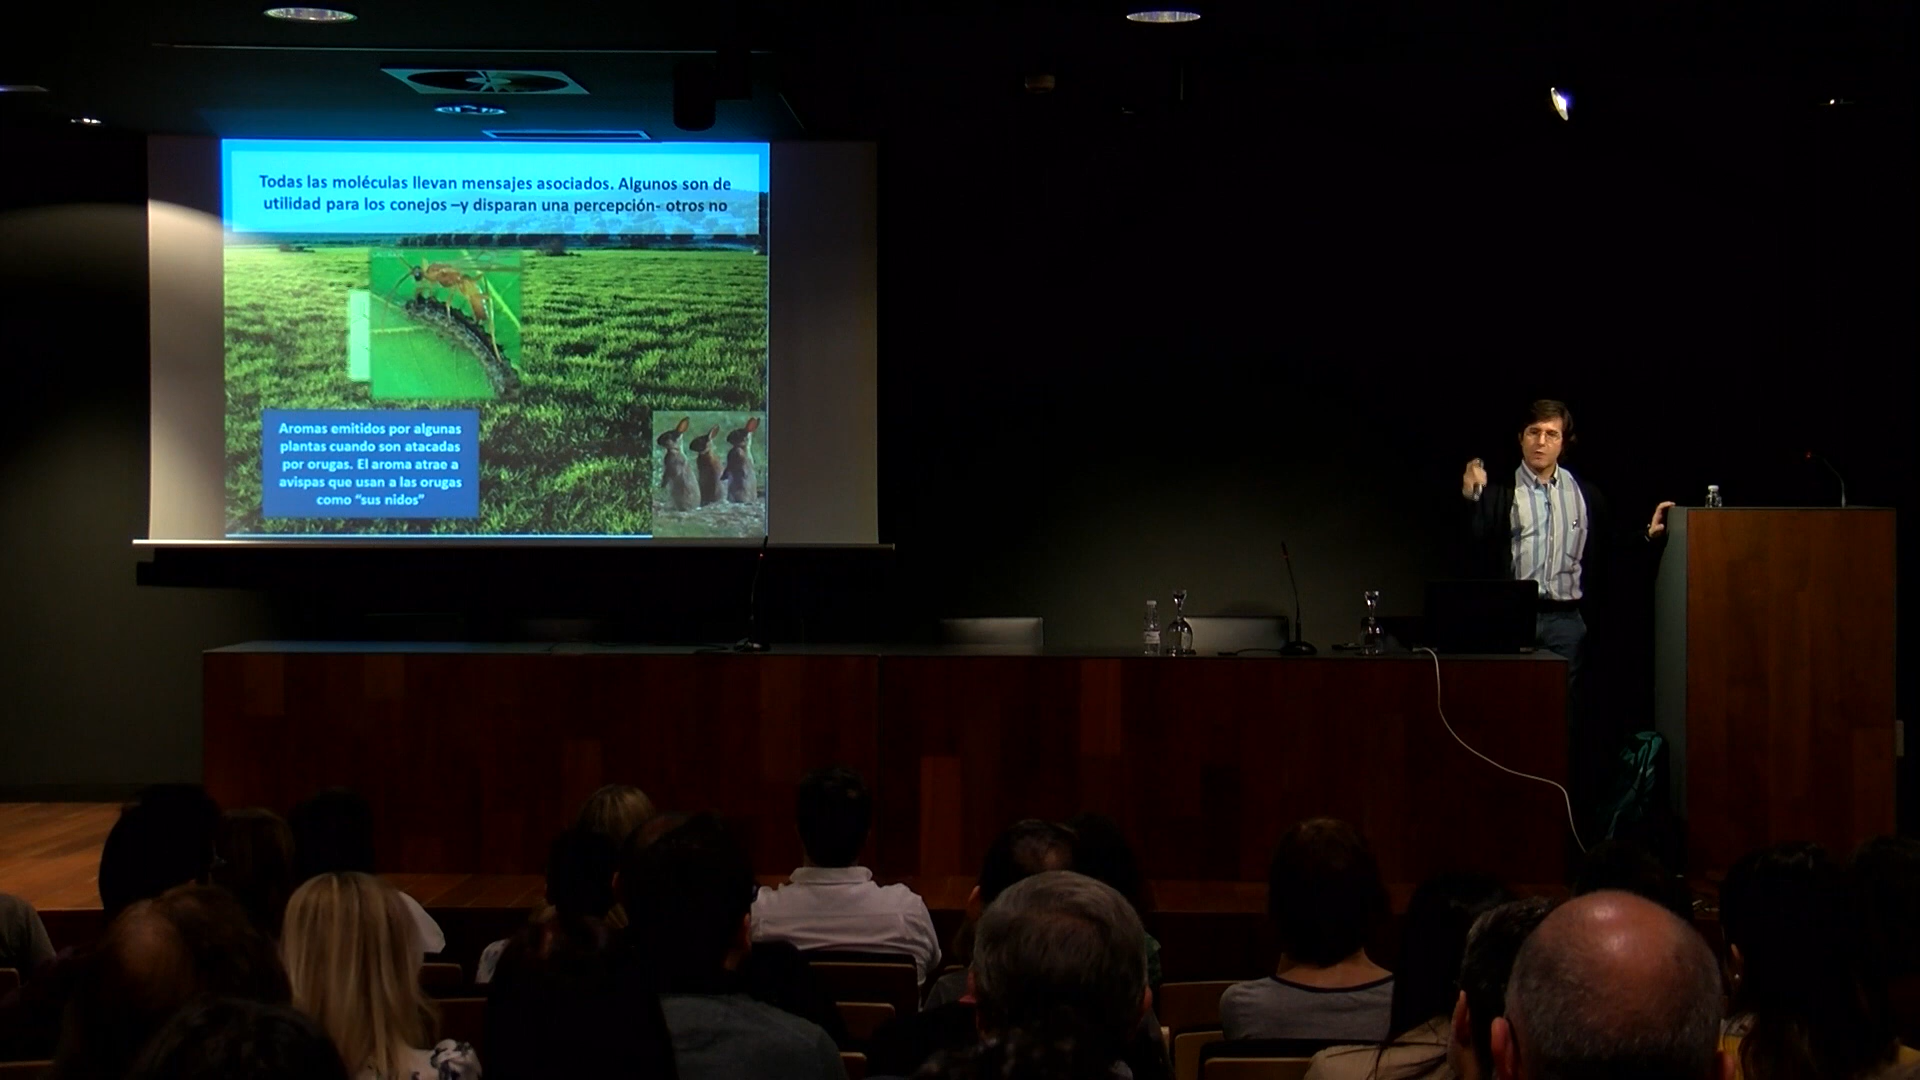 Todas las moléculas llevan mensajes asociados. Algunos son de
utilidad para los conejos –y disparan una percepción- otros no
Aromas emitidos por algunas
plantas cuando son atacadas
por orugas. El aroma atrae a
avispas que usan a las orugas
como “sus nidos”